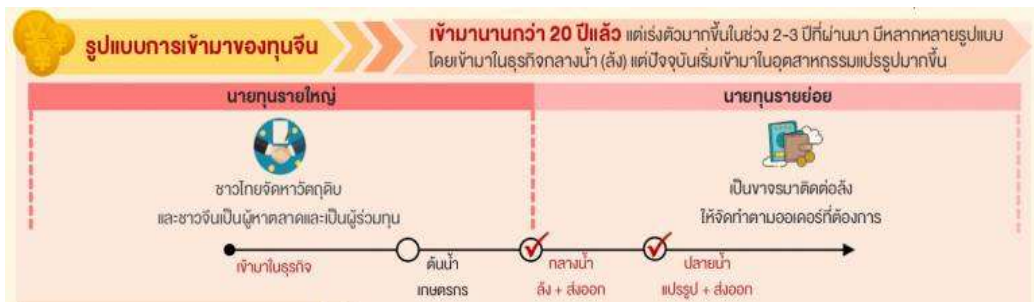 รูปแบบการเข้ามาของทุนจีน
เข้ามานานกว่า 20 ปีแล้ว แต่เร่งตัวมากขึ้นในช่วง 2-3 ปีที่ผ่านมา มีหลากหลายรูปแบบ
โดยเข้ามาในธุรกิจกลางน้ำ (ล้ง) แต่ปัจจุบันเริ่มเข้ามาในอุตสาหกรรมแปรรูปมากขึ้น
นายทุนรายใหญ่
นายทุนรายย่อย
ชาวไทยจัดหาวัตถุดิบ
และชาวจีนเป็นผู้หาตลาดและเป็นผู้ร่วมทุน
เป็นขาจรมาติดต่อล้ง
ให้จัดทำตามออเดอร์ที่ต้องการ
เข้ามาในธุรกิจ
ต้นน้ำ
เกษตรกร
กลางน้ำ
ล้ง + ส่งออก
ปลายน้ำ
แปรรูป + ส่งออก